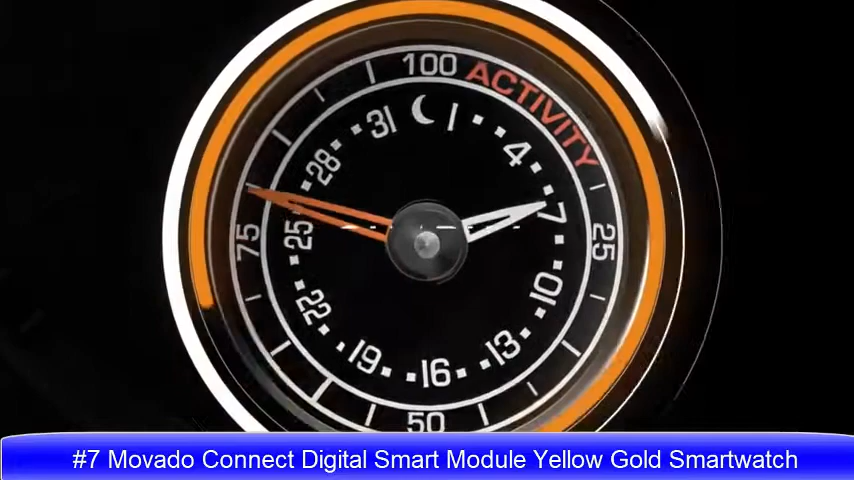 100 ACTIVITY
31 1
28 4
75 25 7 25
22 10
19 16 13
50
#7 Movado Connect Digital Smart Module Yellow Gold Smartwatch